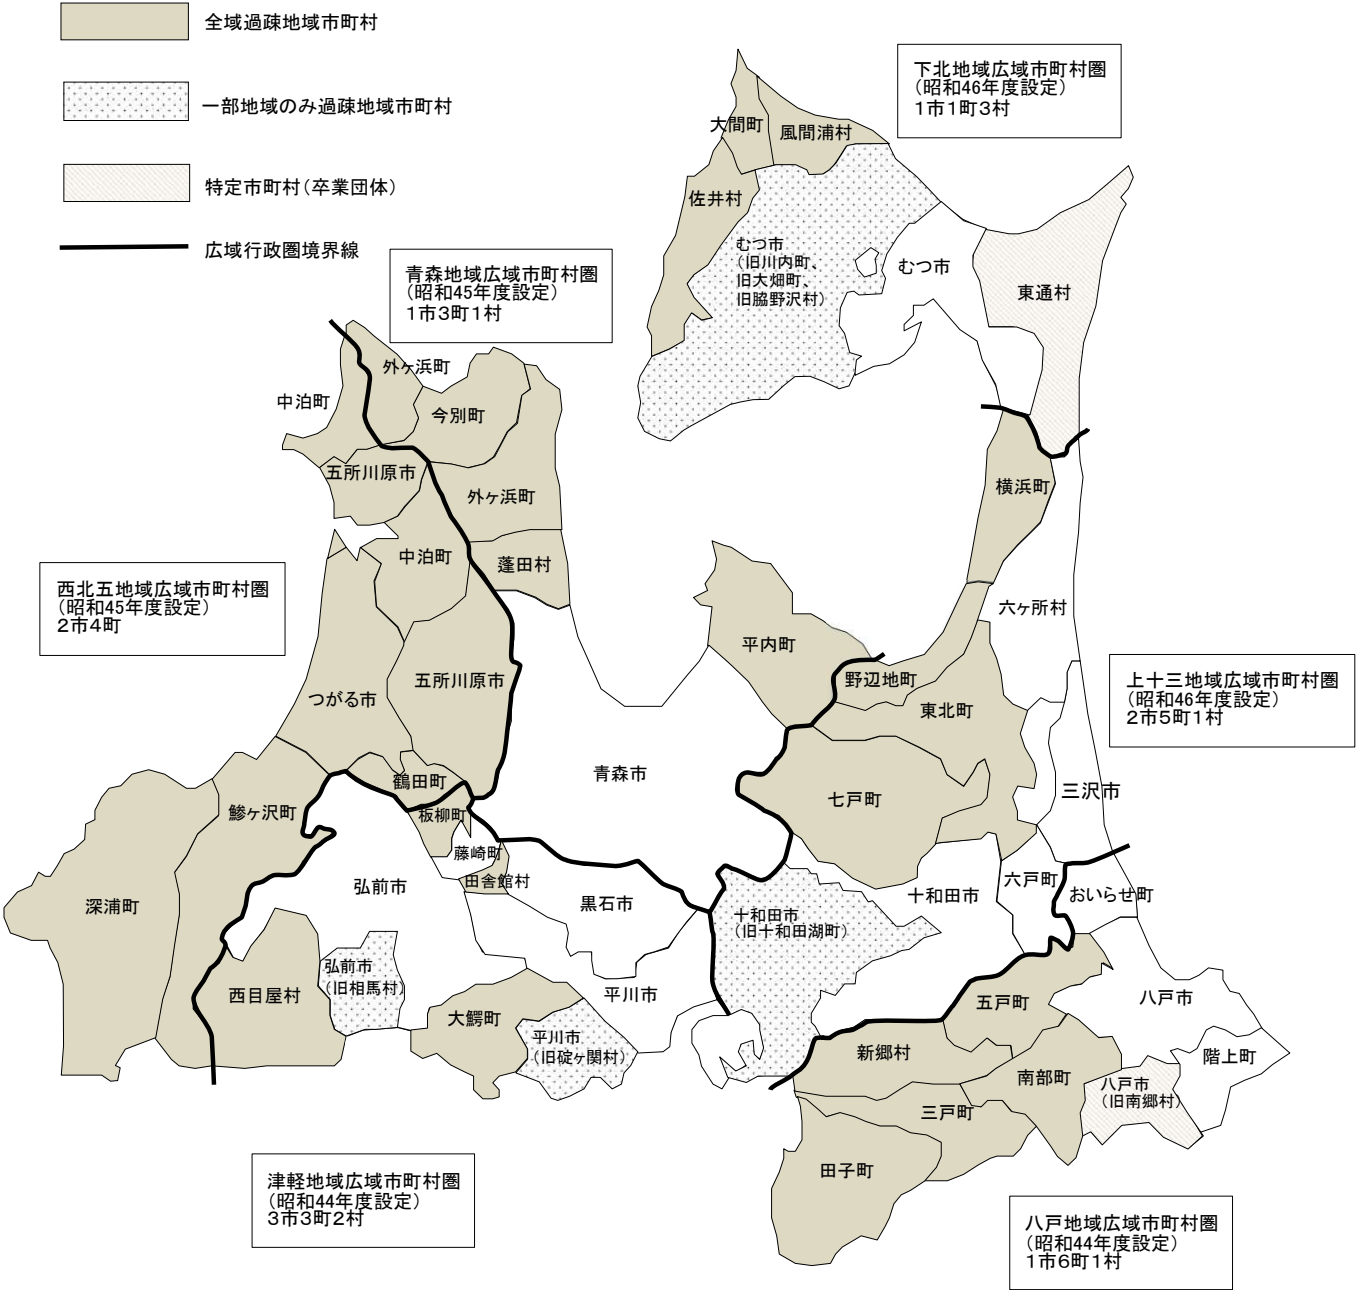 全域過疎地域市町村
一部地域のみ過疎地域市町村
特定市町村(卒業団体)
広域行政圏境界線
下北地域広域市町村圏
(昭和46年度設定)
1市1町3村
大間町
風間浦村
佐井村
むつ市
(旧川内町、
旧大畑町、
旧脇野沢村)
むつ市
東通村
青森地域広域市町村圏
(昭和45年度設定)
1市3町1村
外ヶ浜町
中泊町
今別町
五所川原市
外ヶ浜町
横浜町
中泊町
蓬田村
西北五地域広域市町村圏
(昭和45年度設定)
2市4町
六ヶ所村
平内町
つがる市
五所川原市
野辺地町
東北町
上十三地域広域市町村圏
(昭和46年度設定)
2市5町1村
青森市
鶴田町
七戸町
三沢市
鰺ヶ沢町
板柳町
藤崎町
田舎館村
弘前市
深浦町
黒石市
十和田市
六戸町
おいらせ町
十和田市
(旧十和田湖町)
弘前市
(旧相馬村)
西目屋村
平川市
五戸町
八戸市
大鰐町
平川市
(旧碇ヶ関村)
新郷村
南部町
階上町
八戸市
(旧南郷村)
三戸町
田子町
津軽地域広域市町村圏
(昭和44年度設定)
3市3町2村
八戸地域広域市町村圏
(昭和44年度設定)
1市6町1村